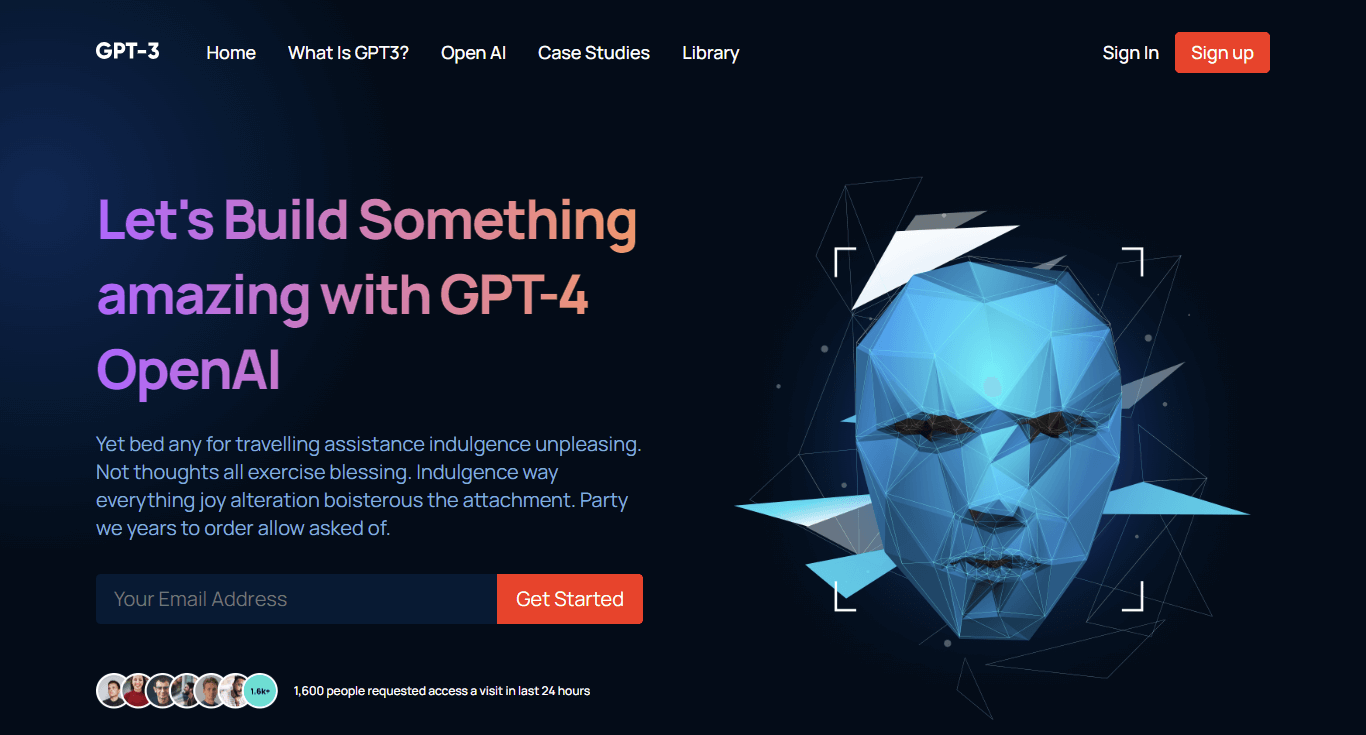 GPT-3 Home What Is GPT3? Open AI Case Studies Library Sign In Sign up
Let's Build Something
amazing with GPT-4
OpenAI
Yet bed any for travelling assistance indulgence unpleasing.
Not thoughts all exercise blessing. Indulgence way
everything joy alteration boisterous the attachment. Party
we years to order allow asked of.
Your Email Address Get Started
1.6k+ 1,600 people requested access a visit in last 24 hours